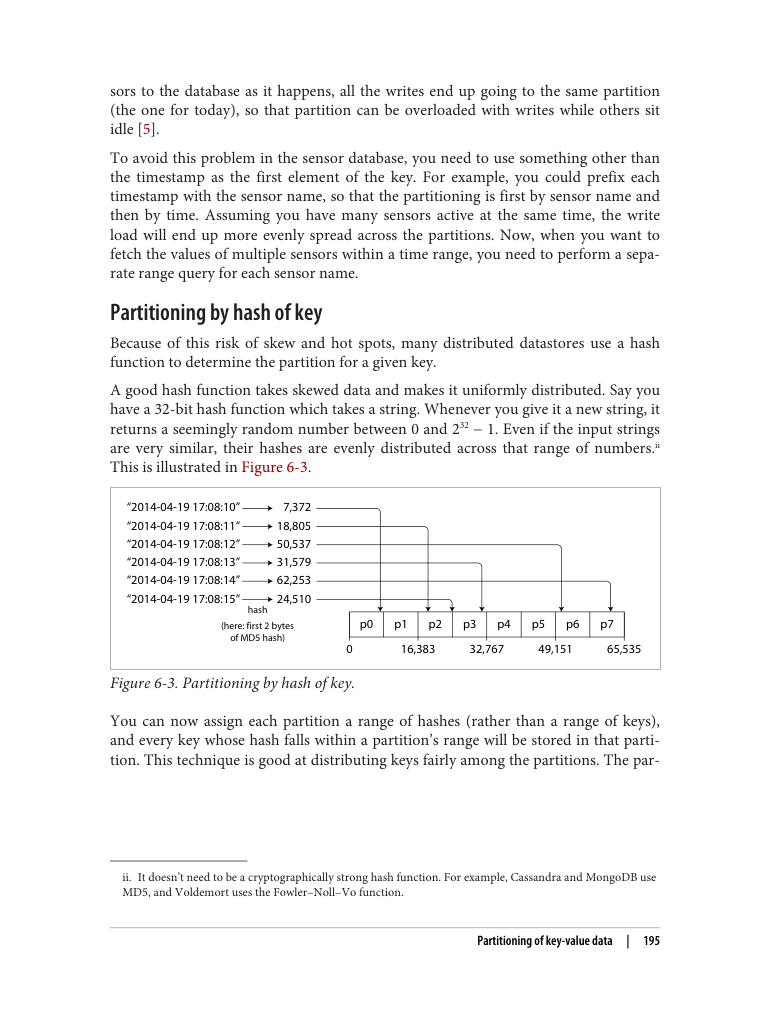 sors to the database as it happens, all the writes end up going to the same partition
(the one for today), so that partition can be overloaded with writes while others sit
idle [5].
To avoid this problem in the sensor database, you need to use something other than
the timestamp as the first element of the key. For example, you could prefix each
timestamp with the sensor name, so that the partitioning is first by sensor name and
then by time. Assuming you have many sensors active at the same time, the write
load will end up more evenly spread across the partitions. Now, when you want to
fetch the values of multiple sensors within a time range, you need to perform a sepa-
rate range query for each sensor name.
Partitioning by hash of key
Because of this risk of skew and hot spots, many distributed datastores use a hash
function to determine the partition for a given key.
A good hash function takes skewed data and makes it uniformly distributed. Say you
have a 32-bit hash function which takes a string. Whenever you give it a new string, it
returns a seemingly random number between 0 and 2³² − 1. Even if the input strings
are very similar, their hashes are evenly distributed across that range of numbers.ⁱⁱ
This is illustrated in Figure 6-3.
“2014-04-19 17:08:10” 7,372
“2014-04-19 17:08:11” 18,805
“2014-04-19 17:08:12” 50,537
“2014-04-19 17:08:13” 31,579
“2014-04-19 17:08:14” 62,253
“2014-04-19 17:08:15” 24,510
hash
(here: first 2 bytes
of MD5 hash)
p0 p1 p2 p3 p4 p5 p6 p7
0 16,383 32,767 49,151 65,535
Figure 6-3. Partitioning by hash of key.
You can now assign each partition a range of hashes (rather than a range of keys),
and every key whose hash falls within a partition’s range will be stored in that parti-
tion. This technique is good at distributing keys fairly among the partitions. The par-
ii. It doesn’t need to be a cryptographically strong hash function. For example, Cassandra and MongoDB use
MD5, and Voldemort uses the Fowler–Noll–Vo function.
Partitioning of key-value data | 195